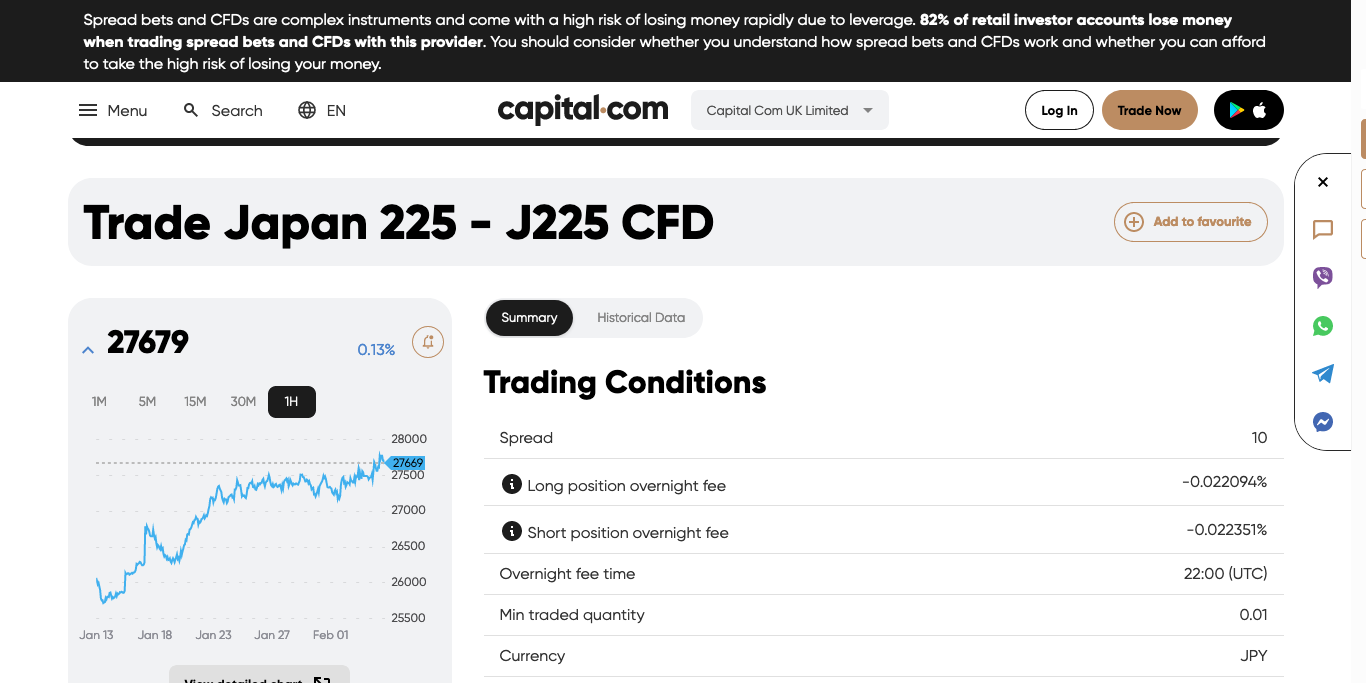 Spread bets and CFDs are complex instruments and come with a high risk of losing money rapidly due to leverage. 82% of retail investor accounts lose money
when trading spread bets and CFDs with this provider. You should consider whether you understand how spread bets and CFDs work and whether you can afford
to take the high risk of losing your money.
Menu Search EN capital.com Capital Com UK Limited Log In Trade Now
Trade Japan 225 - J225 CFD Add to favourite
27679 0.13%
1M 5M 15M 30M 1H
28000
27669
27500
27000
26500
26000
25500
Jan 13 Jan 18 Jan 23 Jan 27 Feb 01
View detailed chart
Summary Historical Data
Trading Conditions
Spread 10
Long position overnight fee -0.022094%
Short position overnight fee -0.022351%
Overnight fee time 22:00 (UTC)
Min traded quantity 0.01
Currency JPY